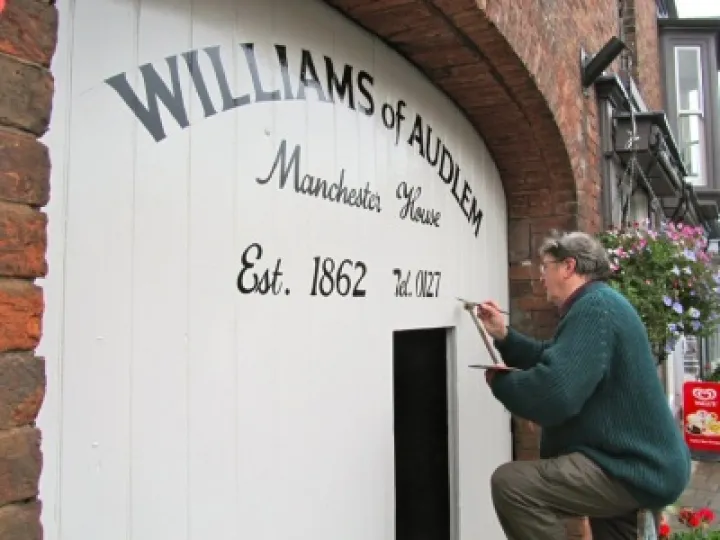 WILLIAMS of AUDLEM
Manchester House
Est. 1862 Tel. 0127